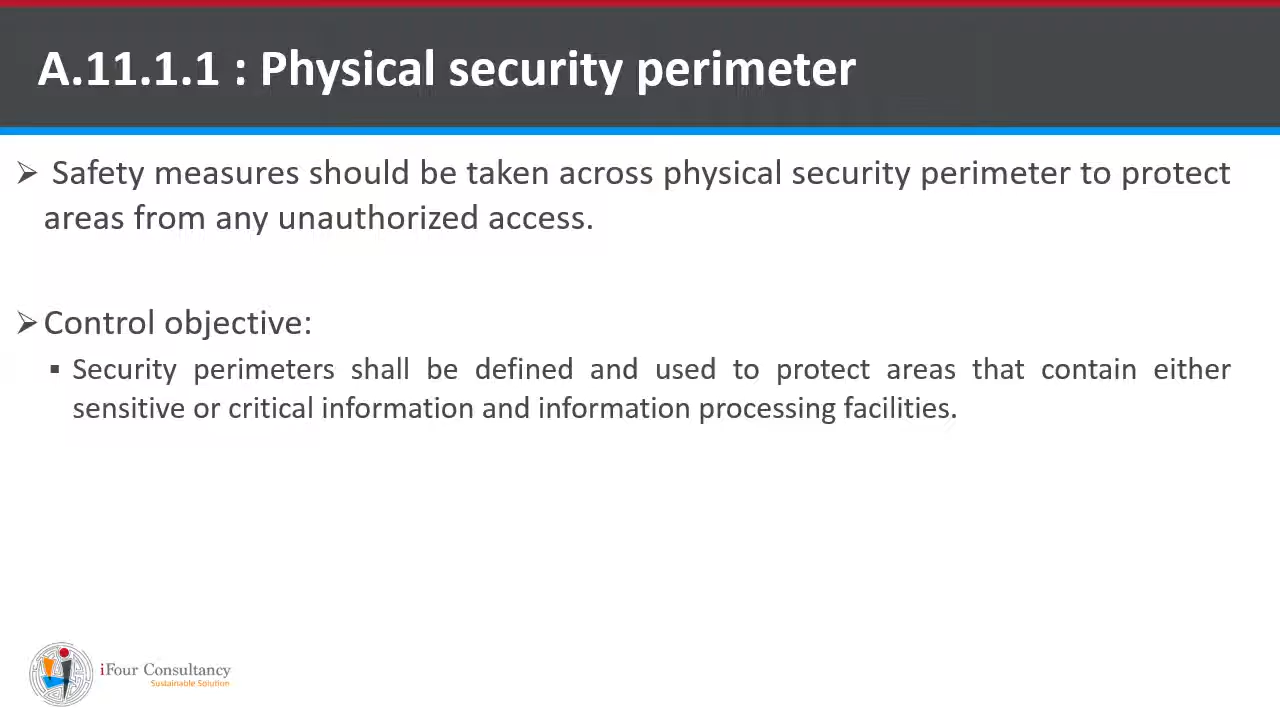 A.11.1.1 : Physical security perimeter
➢ Safety measures should be taken across physical security perimeter to protect
areas from any unauthorized access.
➢ Control objective:
▪ Security perimeters shall be defined and used to protect areas that contain either
sensitive or critical information and information processing facilities.
iFour Consultancy
Sustainable Solution